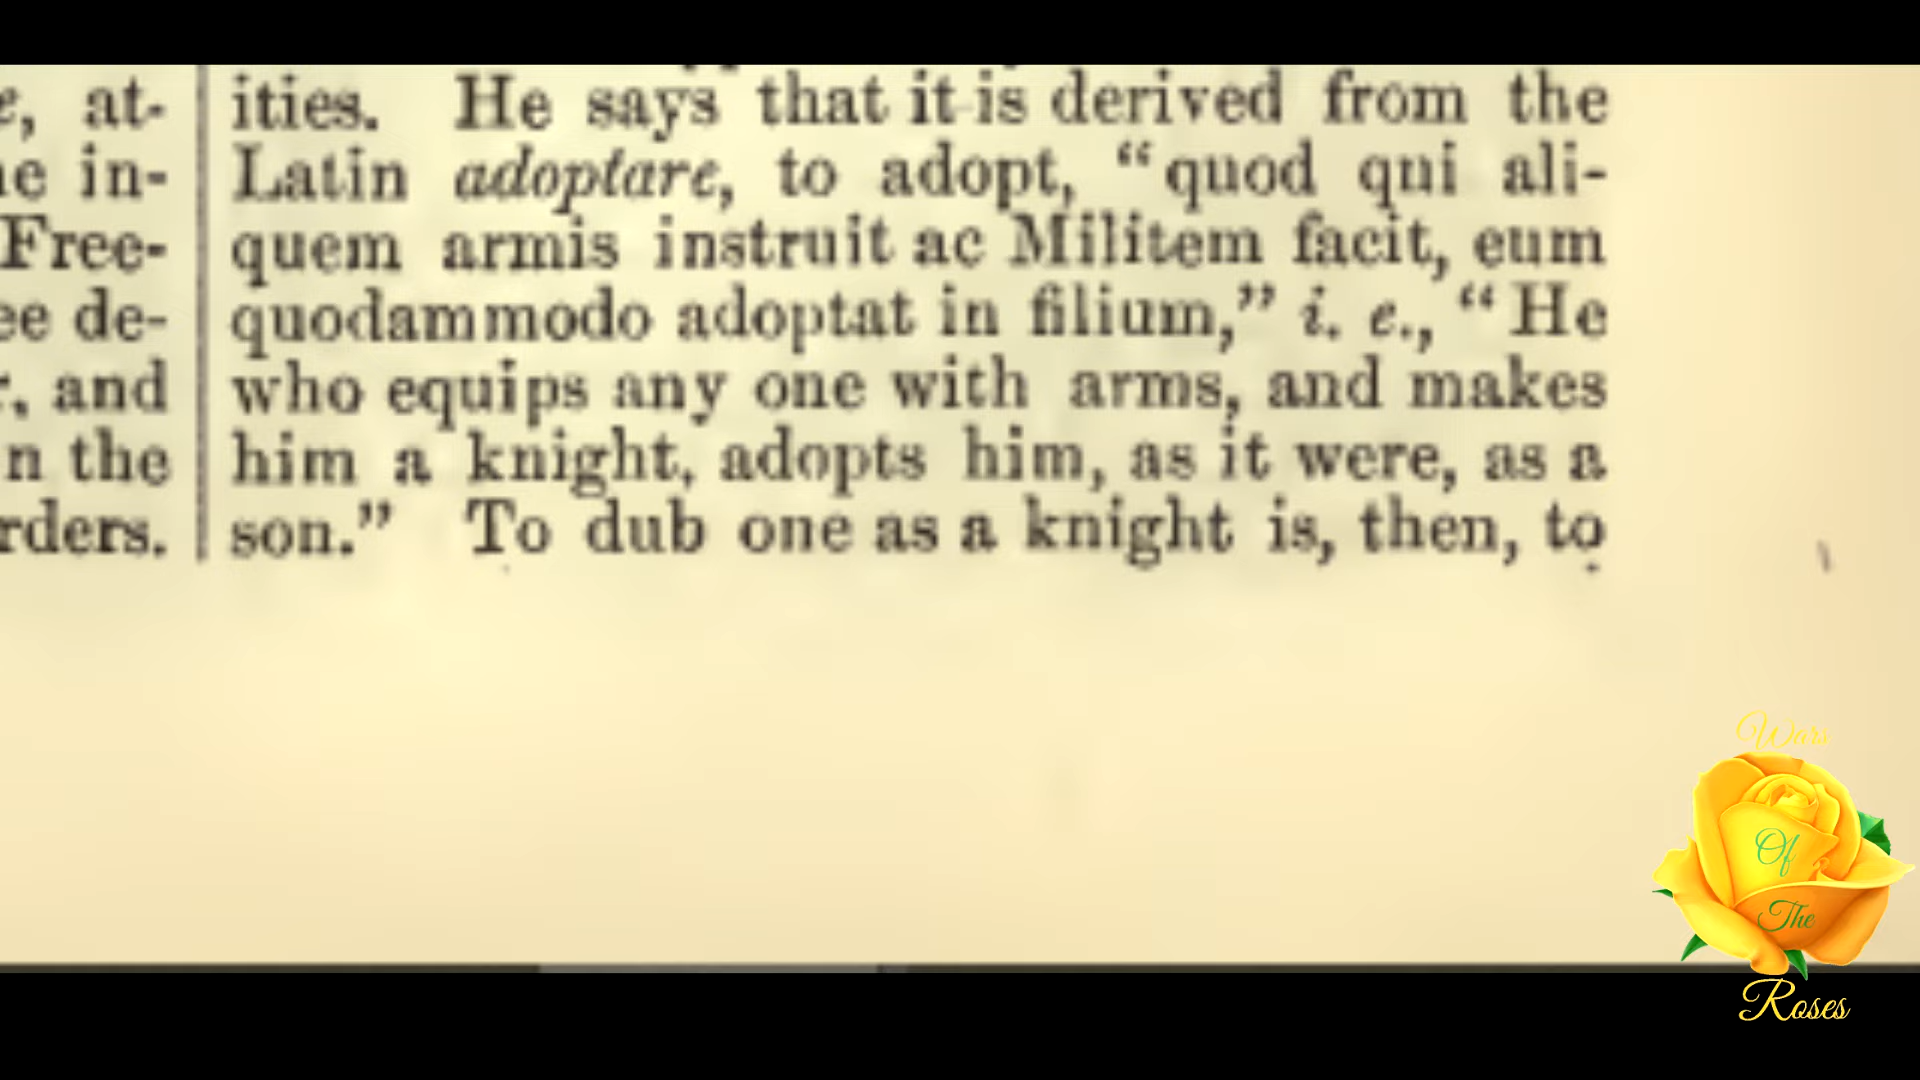 e, at-
ne in-
Free-
ee de-
r, and
n the
rders.
ities. He says that it is derived from the
Latin adoptare, to adopt, “quod qui ali-
quem armis instruit ac Militem facit, eum
quodammodo adoptat in filium,” i. e., “He
who equips any one with arms, and makes
him a knight, adopts him, as it were, as a
son.” To dub one as a knight is, then, to
Wars
Of
The
Roses